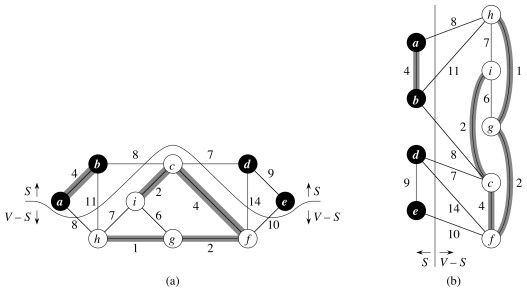 8
7
b
c
d
4
9
S ↑
2
4
S ↑
a
11
14
e
V – S ↓
8
7
6
10
V – S ↓
h
g
f
1
2
(a)
h
8
a
7
4
11
i
1
b
6
2
g
8
d
7
c
2
9
14
4
e
10
f
← S
→ V – S
(b)
i